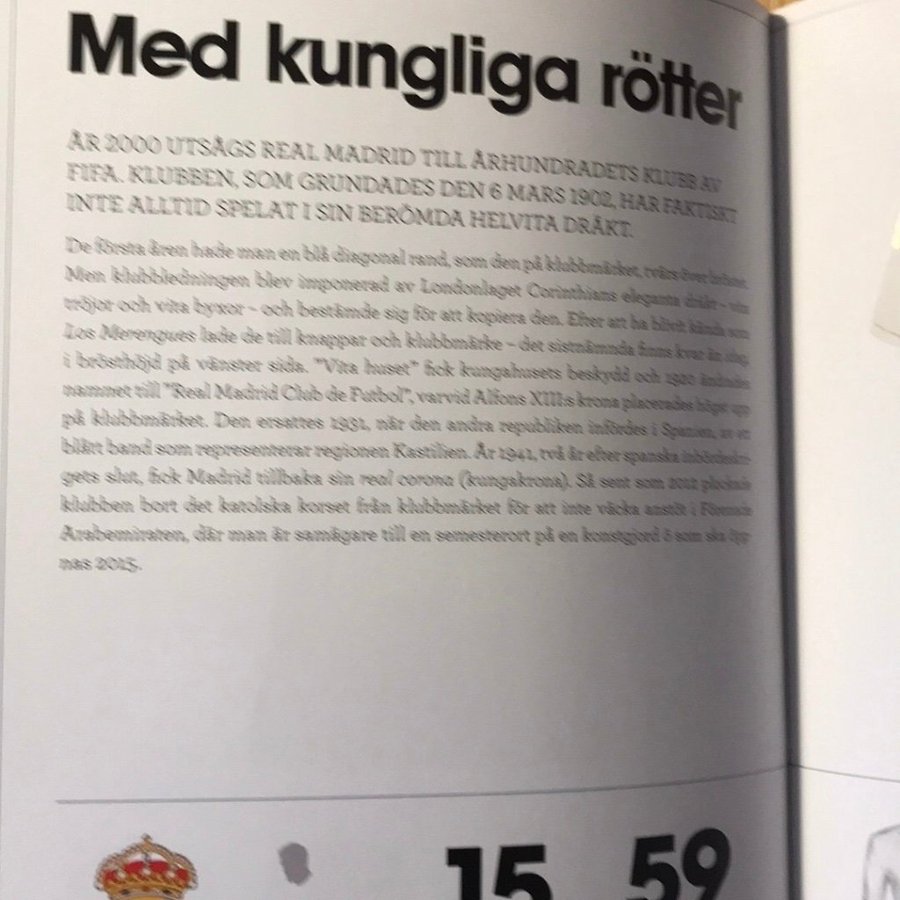 Med kungliga rötter
ÅR 2000 UTSÅGS REAL MADRID TILL ÅRHUNDRADETS KLUBB AV
FIFA. KLUBBEN, SOM GRUNDADES DEN 6 MARS 1902, HAR FAKTISKT
INTE ALLTID SPELAT I SIN BERÖMDA HELVITA DRÄKT.
De första åren hade man en blå diagonal rand, som den på klubbmärket, tvärs över bröstet.
Men klubbledningen blev imponerad av Londonlaget Corinthians eleganta dräkt – vita
tröjor och vita byxor – och bestämde sig för att kopiera den. Efter att ha blivit kända som
Los Merengues lade de till knappar och klubbmärke – det sistnämnda finns kvar än idag,
i brösthöjd på vänster sida. "Vita huset" fick kungahusets beskydd och 1920 ändrades
namnet till "Real Madrid Club de Futbol", varvid Alfons XIII:s krona placerades högst upp
på klubbmärket. Den ersattes 1931, när den andra republiken infördes i Spanien, av ett
blått band som representerar regionen Kastilien. År 1941, två år efter spanska inbördeskri-
gets slut, fick Madrid tillbaka sin real corona (kungakrona). Så sent som 2012 plockade
klubben bort det katolska korset från klubbmärket för att inte väcka anstöt i Förenade
Arabemiraten, där man är samägare till en semesterort på en konstgjord ö som ska öpp-
nas 2015.
15 59